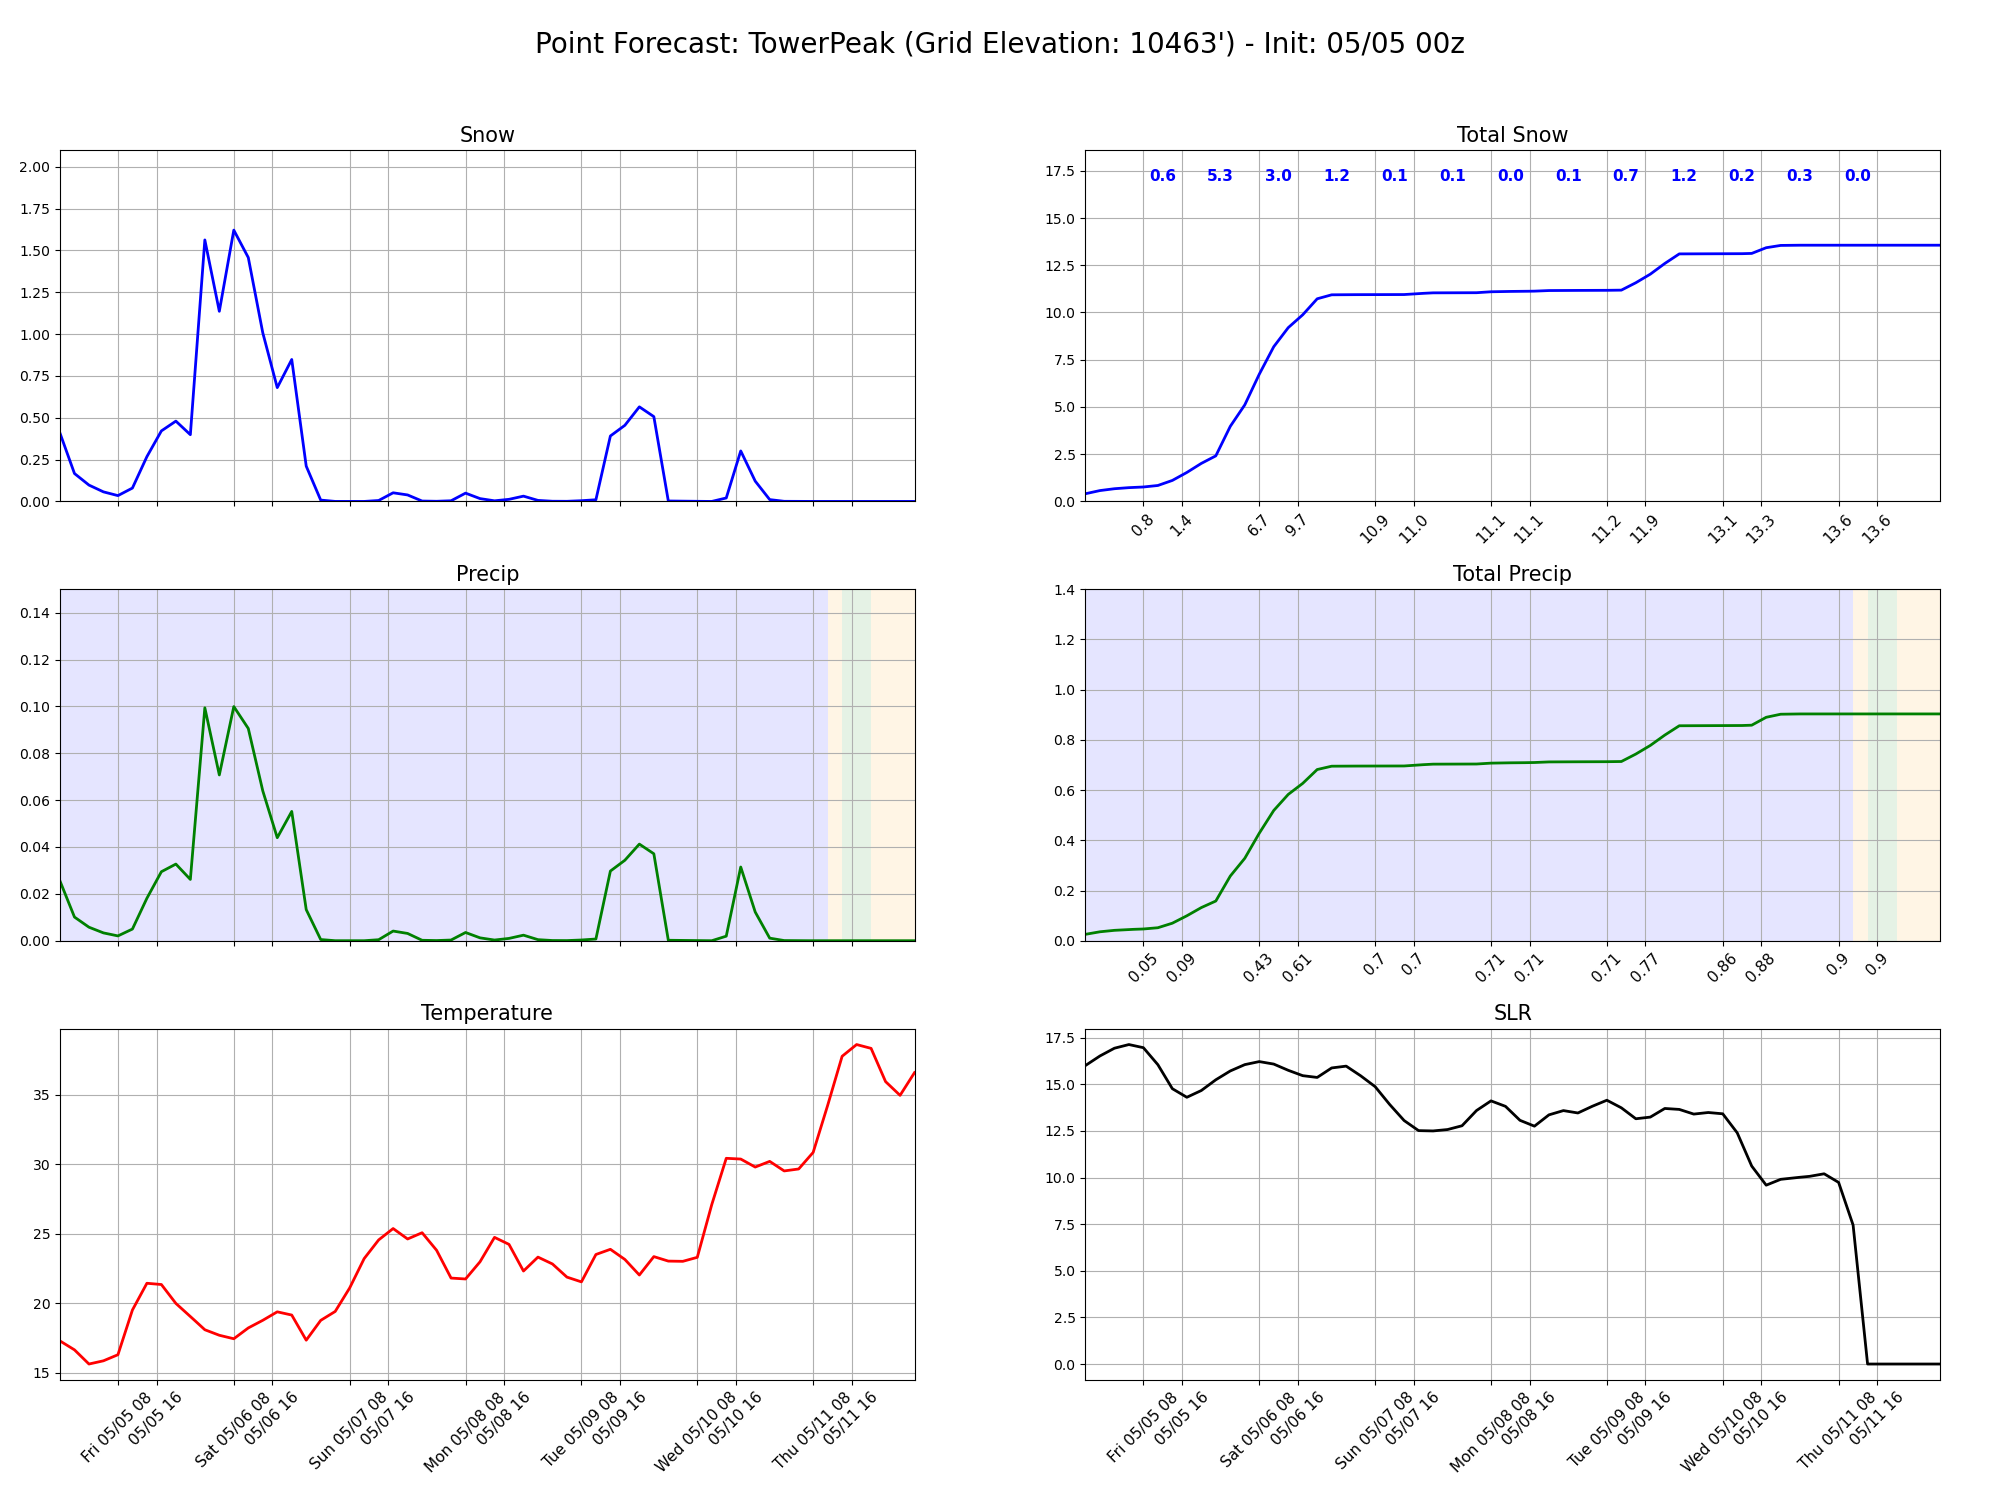 Point Forecast: TowerPeak (Grid Elevation: 10463') - Init: 05/05 00z
Snow
2.00
1.75
1.50
1.25
1.00
0.75
0.50
0.25
0.00
Total Snow
17.5
15.0
12.5
10.0
7.5
5.0
2.5
0.0
0.6 5.3 3.0 1.2 0.1 0.1 0.0 0.1 0.7 1.2 0.2 0.3 0.0
0.8 1.4 6.7 9.7 10.9 11.0 11.1 11.1 11.2 11.9 13.1 13.3 13.6 13.6
Precip
0.14
0.12
0.10
0.08
0.06
0.04
0.02
0.00
Total Precip
1.4
1.2
1.0
0.8
0.6
0.4
0.2
0.0
0.05 0.09 0.43 0.61 0.7 0.7 0.71 0.71 0.71 0.77 0.86 0.88 0.9 0.9
Temperature
35
30
25
20
15
Fri 05/05 08
05/05 16
Sat 05/06 08
05/06 16
Sun 05/07 08
05/07 16
Mon 05/08 08
05/08 16
Tue 05/09 08
05/09 16
Wed 05/10 08
05/10 16
Thu 05/11 08
05/11 16
SLR
17.5
15.0
12.5
10.0
7.5
5.0
2.5
0.0
Fri 05/05 08
05/05 16
Sat 05/06 08
05/06 16
Sun 05/07 08
05/07 16
Mon 05/08 08
05/08 16
Tue 05/09 08
05/09 16
Wed 05/10 08
05/10 16
Thu 05/11 08
05/11 16